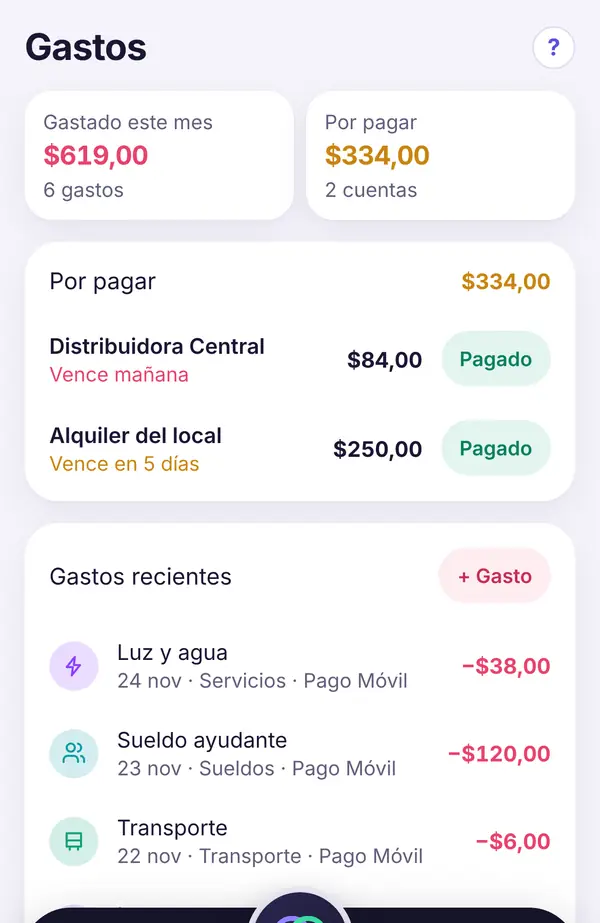 Gastos
?
Gastado este mes
$619,00
6 gastos
Por pagar
$334,00
2 cuentas
Por pagar
$334,00
Distribuidora Central
Vence mañana
$84,00
Pagado
Alquiler del local
Vence en 5 días
$250,00
Pagado
Gastos recientes
+ Gasto
Luz y agua
24 nov · Servicios · Pago Móvil
−$38,00
Sueldo ayudante
23 nov · Sueldos · Pago Móvil
−$120,00
Transporte
22 nov · Transporte · Pago Móvil
−$6,00